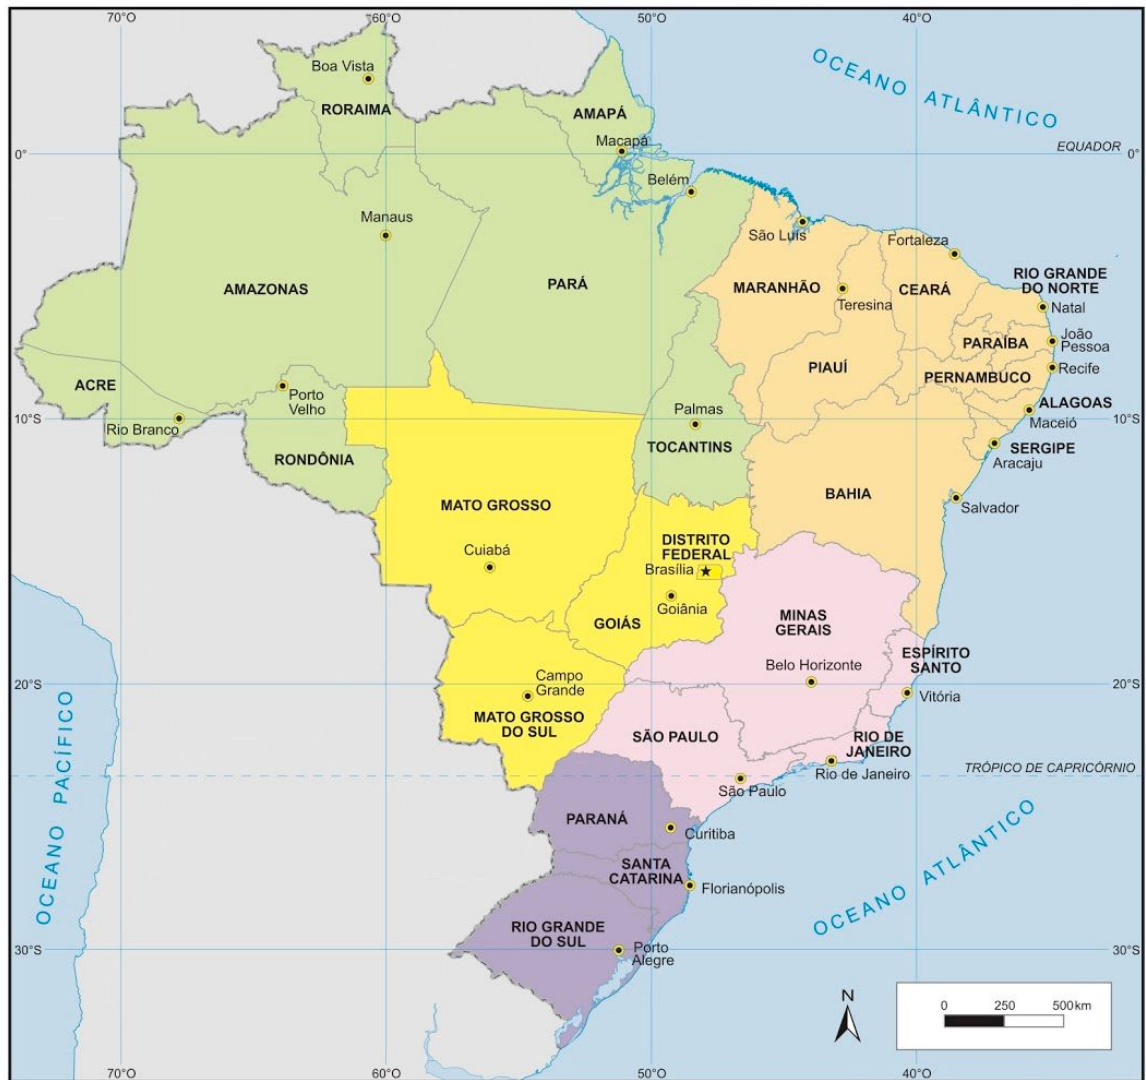 70°O
60°O
50°O
40°O
OCEANO ATLÂNTICO
Boa Vista
RORAIMA
AMAPÁ
Macapá
EQUADOR
0°
0°
Belém
Manaus
São Luís
Fortaleza
AMAZONAS
PARÁ
MARANHÃO
Teresina
CEARÁ
RIO GRANDE
DO NORTE
Natal
PARAÍBA
João
Pessoa
PIAUÍ
PERNAMBUCO
Recife
ACRE
Porto
Velho
Rio Branco
RONDÔNIA
10°S
10°S
Palmas
TOCANTINS
ALAGOAS
Maceió
SERGIPE
Aracaju
MATO GROSSO
BAHIA
Salvador
Cuiabá
DISTRITO
FEDERAL
Brasília
Goiânia
GOIÁS
MINAS
GERAIS
Belo Horizonte
ESPÍRITO
SANTO
Vitória
20°S
20°S
Campo
Grande
MATO GROSSO
DO SUL
SÃO PAULO
RIO DE
JANEIRO
Rio de Janeiro
São Paulo
TRÓPICO DE CAPRICÓRNIO
OCEANO PACÍFICO
PARANÁ
Curitiba
SANTA
CATARINA
Florianópolis
OCEANO ATLÂNTICO
RIO GRANDE
DO SUL
Porto
Alegre
30°S
30°S
N
0 250 500km
70°O
60°O
50°O
40°O